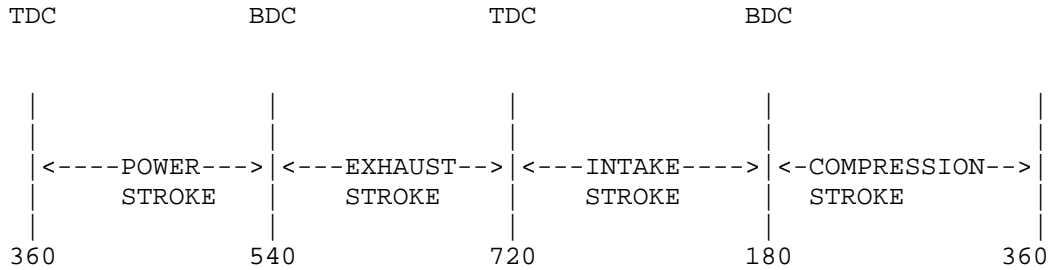 TDC BDC TDC BDC
|<----POWER--->|<---EXHAUST-->|<---INTAKE---->|<-COMPRESSION-->|
STROKE STROKE STROKE STROKE
360 540 720 180 360